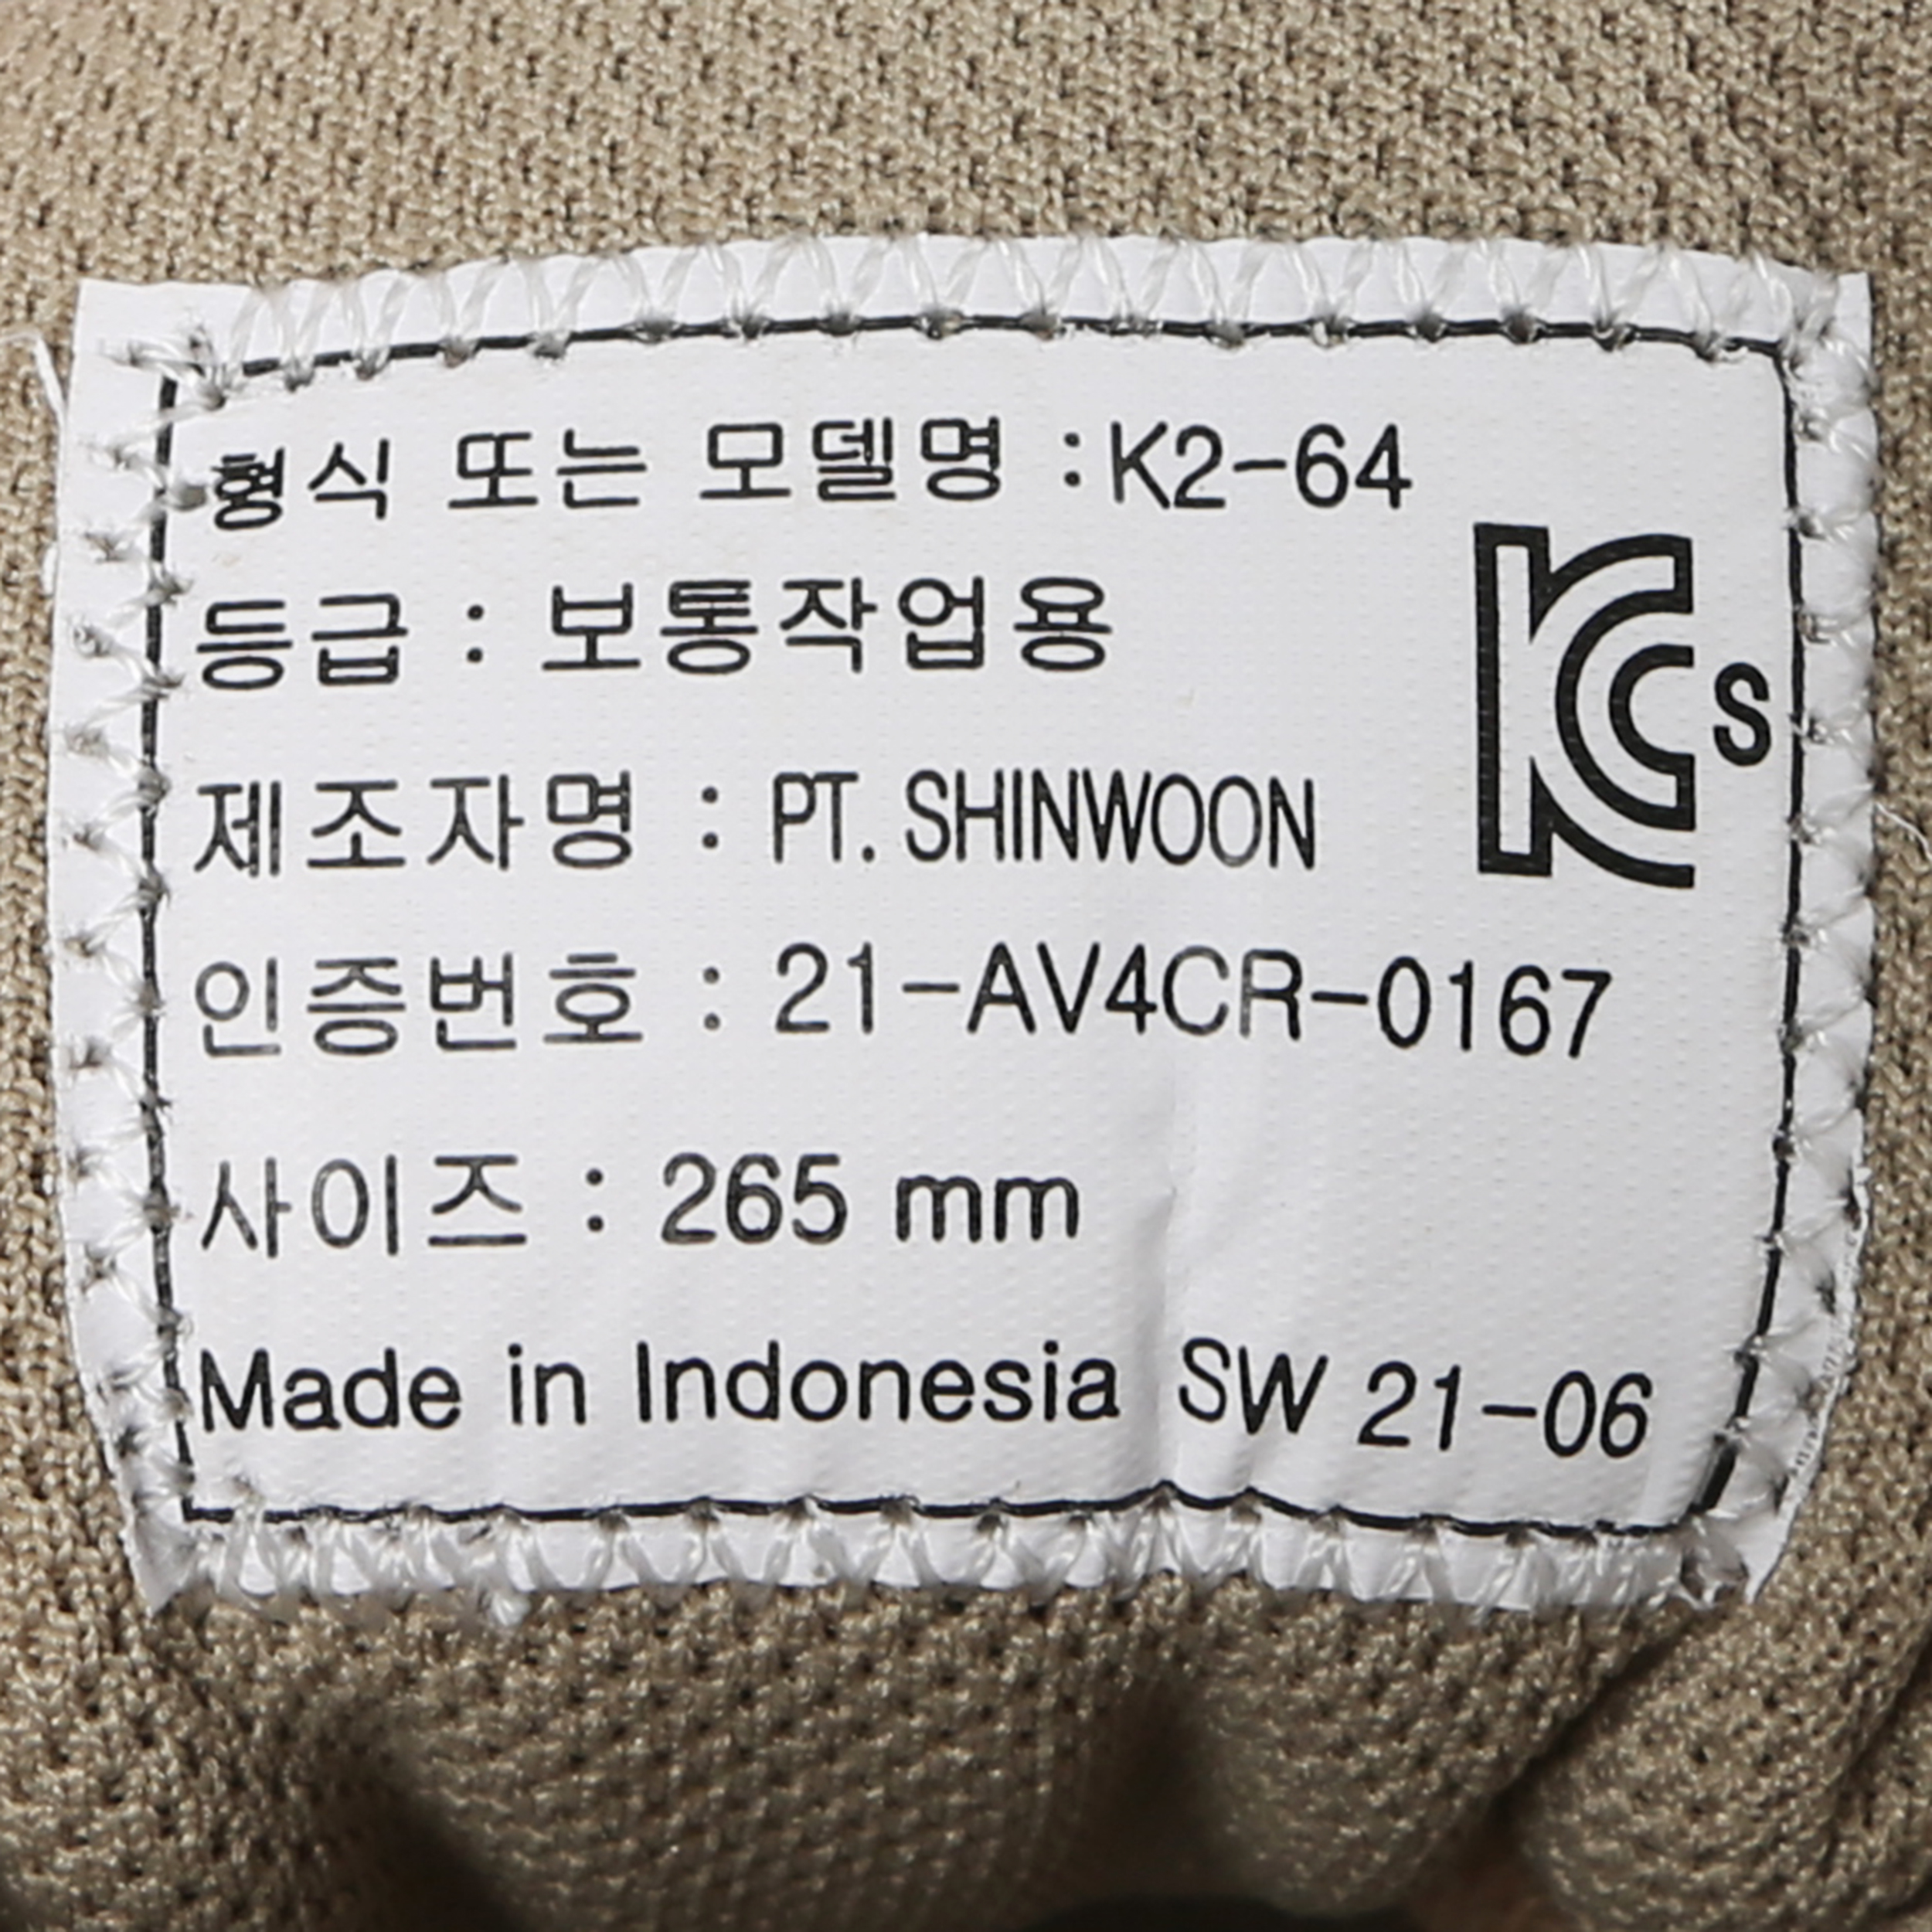 형식 또는 모델명 :K2-64
등급 : 보통작업용
KCs
제조자명 : PT. SHINWOON
인증번호 : 21-AV4CR-0167
사이즈 : 265 mm
Made in Indonesia SW 21-06